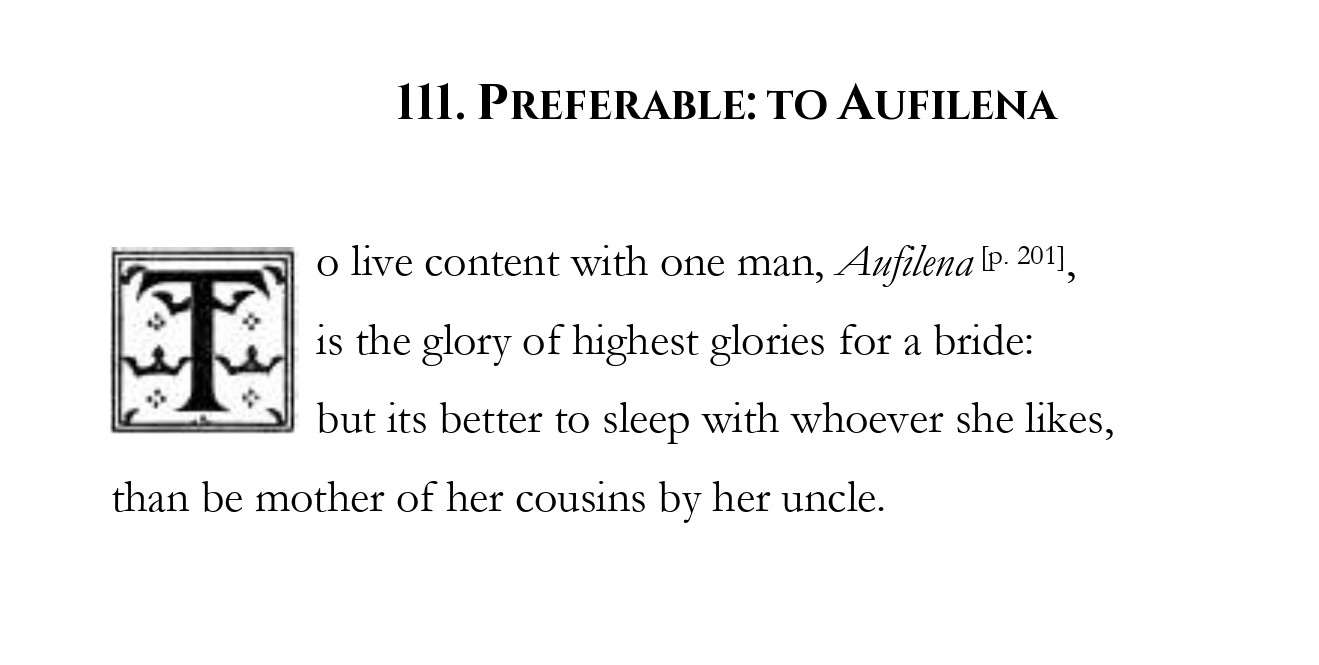 111. PREFERABLE: TO AUFILENA
To live content with one man, Aufilena [p. 201],
is the glory of highest glories for a bride:
but its better to sleep with whoever she likes,
than be mother of her cousins by her uncle.